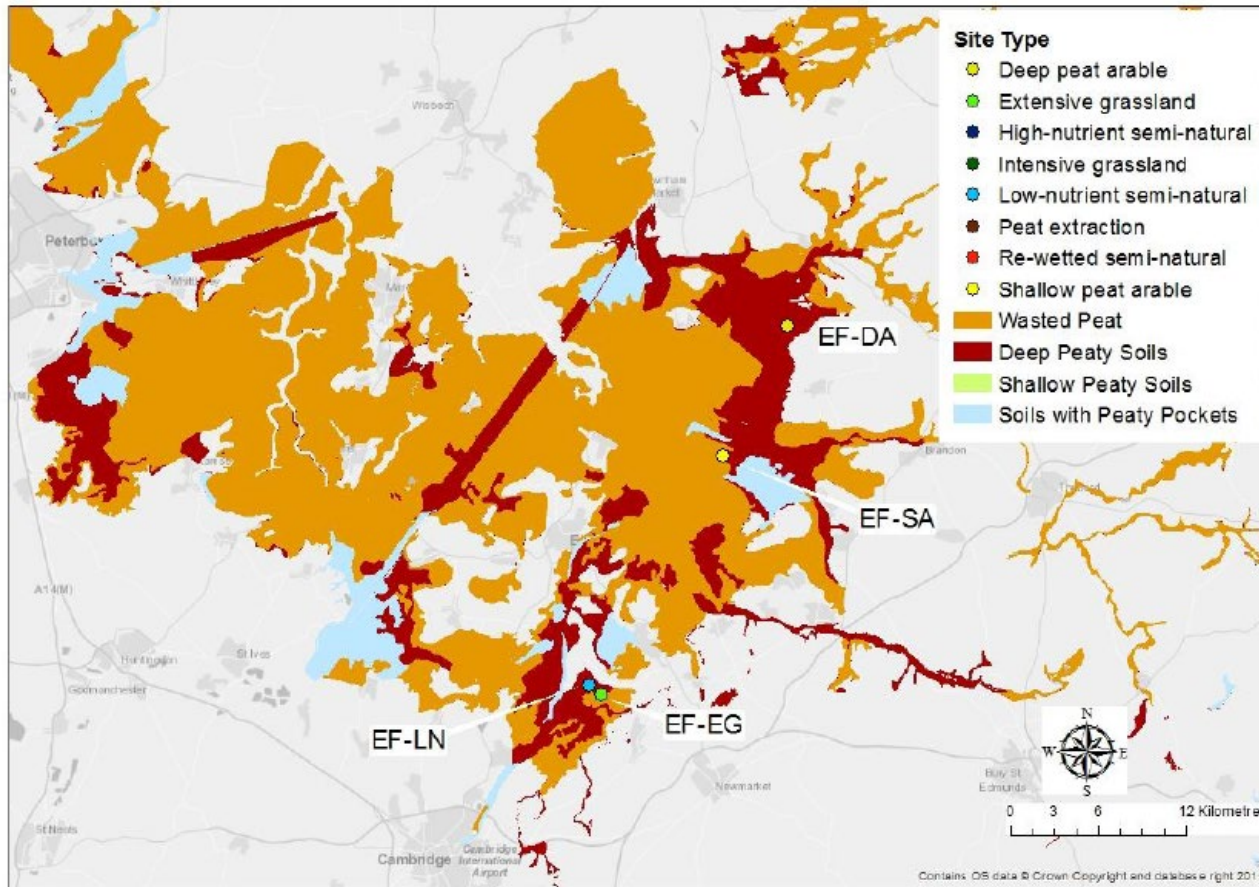 Site Type
Deep peat arable
Extensive grassland
High-nutrient semi-natural
Intensive grassland
Low-nutrient semi-natural
Peat extraction
Re-wetted semi-natural
Shallow peat arable
Wasted Peat
Deep Peaty Soils
Shallow Peaty Soils
Soils with Peaty Pockets
Wisbech
Peterbo
EF-DA
Brandon
EF-SA
A14(M)
Huntingdon
St Ives
Godmanchester
EF-LN
EF-EG
Newmarket
N
W E
S
Bury St
Edmunds
0 3 6 12 Kilometre
St Neots
Cambridge
Cambridge
International
Airport
Contains OS data © Crown Copyright and database right 201